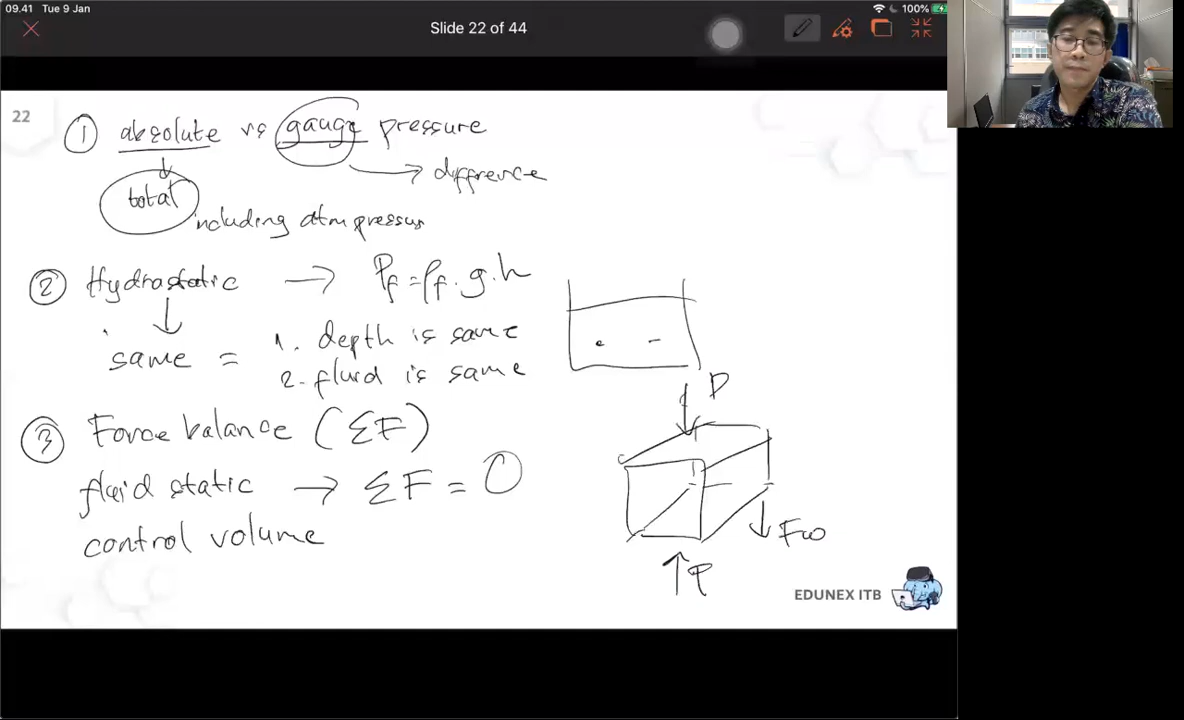 09.41 Tue 9 Jan
100%
Slide 22 of 44
22
① absolute vs gauge pressure
→ diffrence
total
including atm pressur
② Hydrostatic → Pf = ρf . g . h
same = 1. depth is same
2. fluid is same
③ Force balance (ΣF)
fluid static → ΣF = 0
control volume
P
Fw
P
EDUNEX ITB